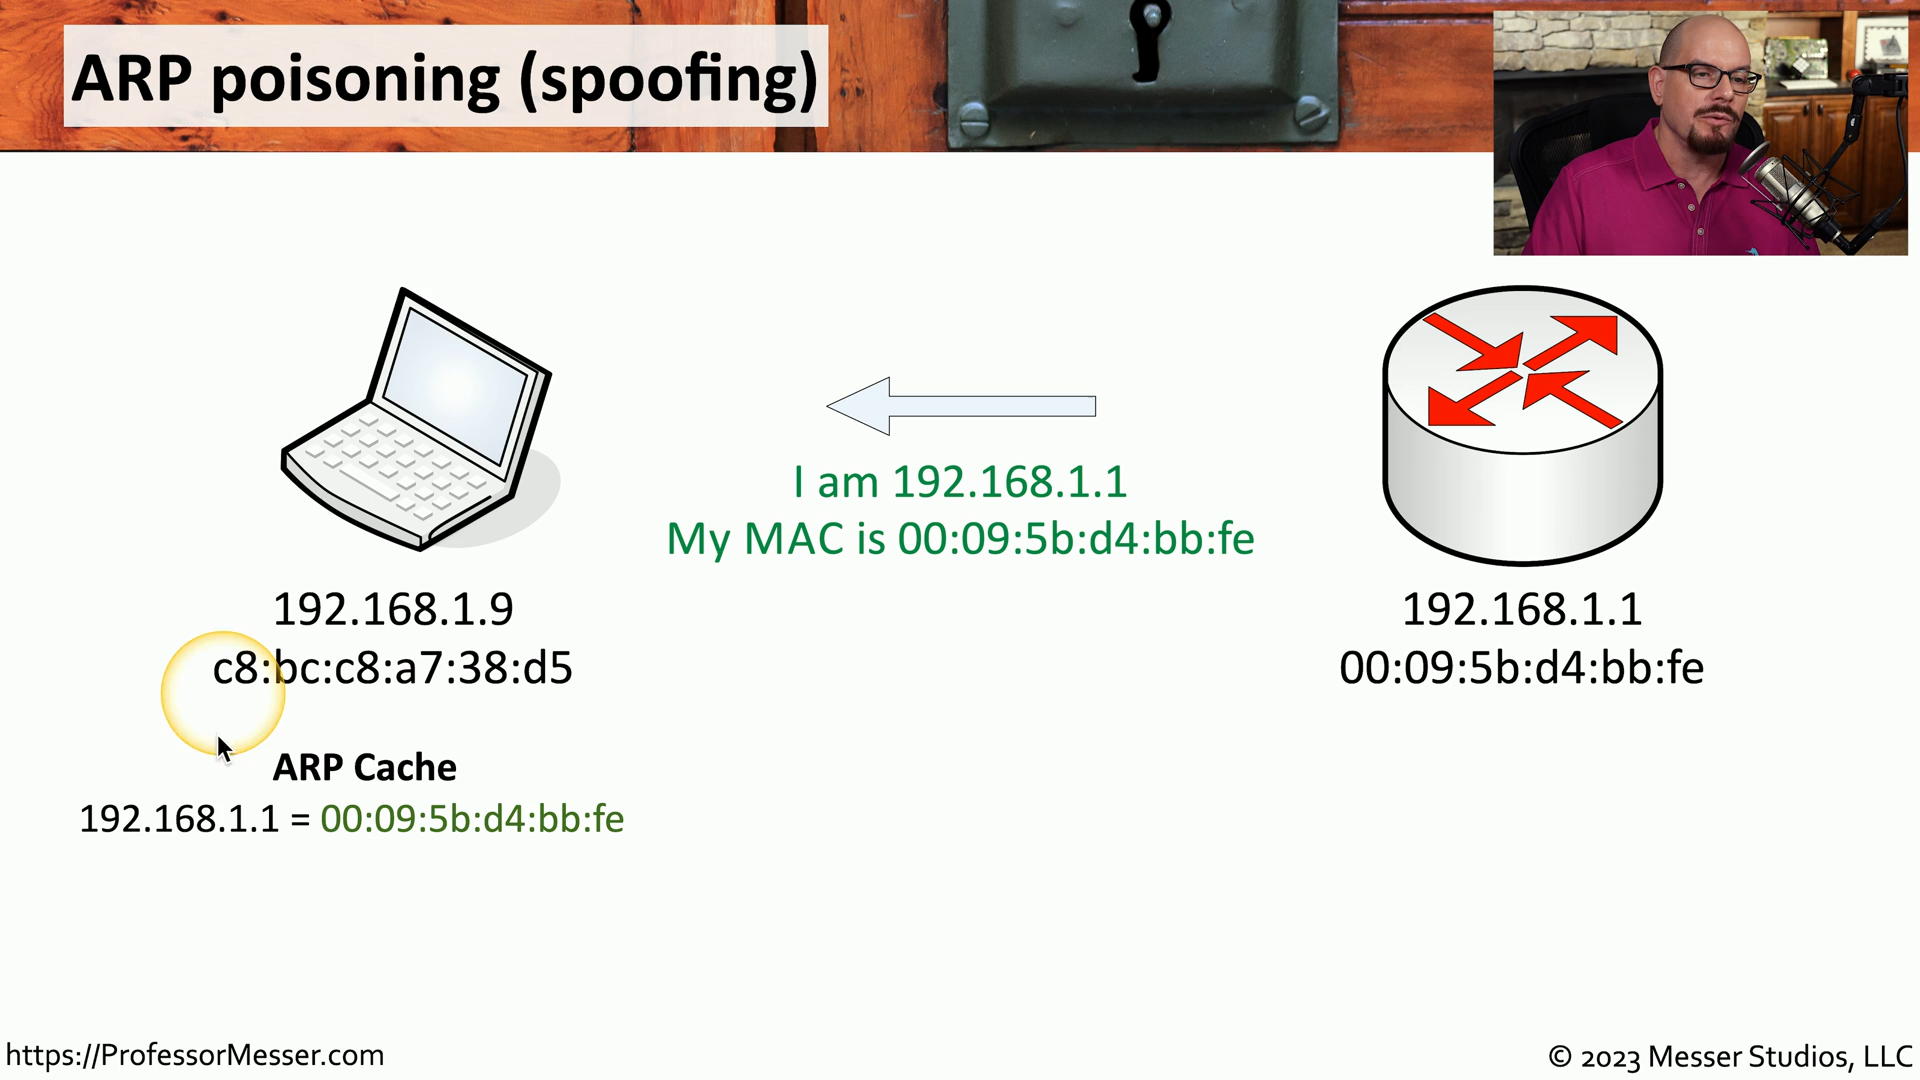 ARP poisoning (spoofing)
I am 192.168.1.1
My MAC is 00:09:5b:d4:bb:fe
192.168.1.9
c8:bc:c8:a7:38:d5
192.168.1.1
00:09:5b:d4:bb:fe
ARP Cache
192.168.1.1 = 00:09:5b:d4:bb:fe
https://ProfessorMesser.com
© 2023 Messer Studios, LLC